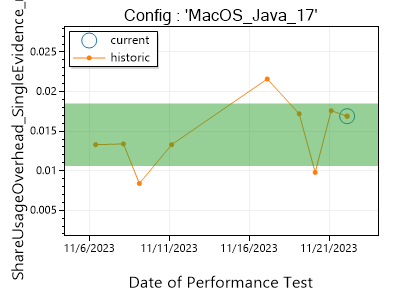 Config : 'MacOS_Java_17'
current
historic
ShareUsageOverhead_SingleEvidence_
0.025
0.02
0.015
0.01
0.005
11/6/2023
11/11/2023
11/16/2023
11/21/2023
Date of Performance Test